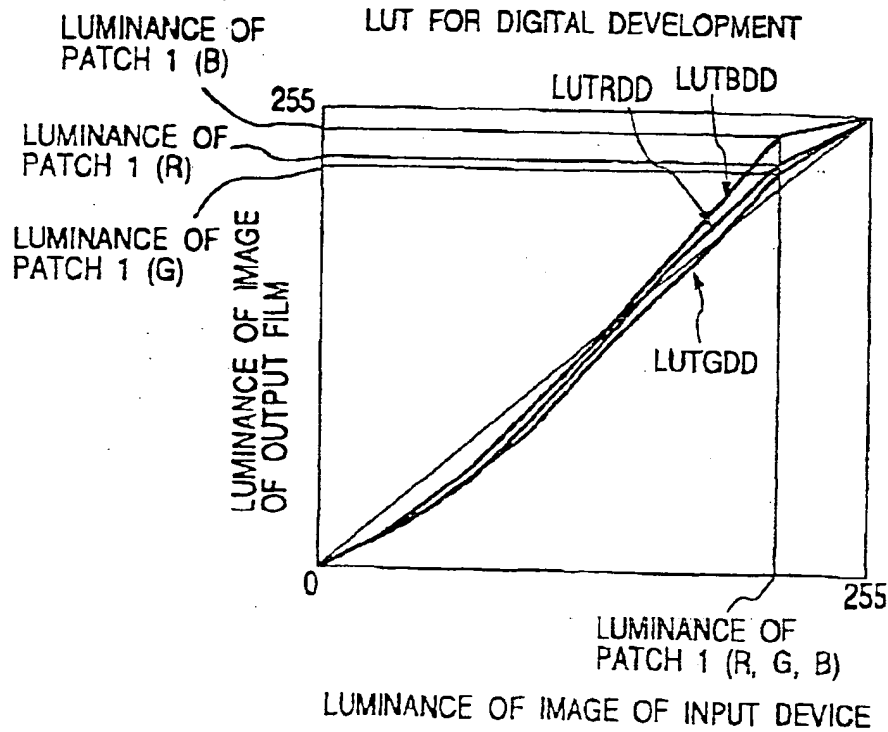 LUT FOR DIGITAL DEVELOPMENT
LUMINANCE OF
PATCH 1 (B)
LUTRDD
LUTBDD
255
LUMINANCE OF
PATCH 1 (R)
LUMINANCE OF
PATCH 1 (G)
LUMINANCE OF IMAGE
OF OUTPUT FILM
LUTGDD
0
255
LUMINANCE OF
PATCH 1 (R, G, B)
LUMINANCE OF IMAGE OF INPUT DEVICE